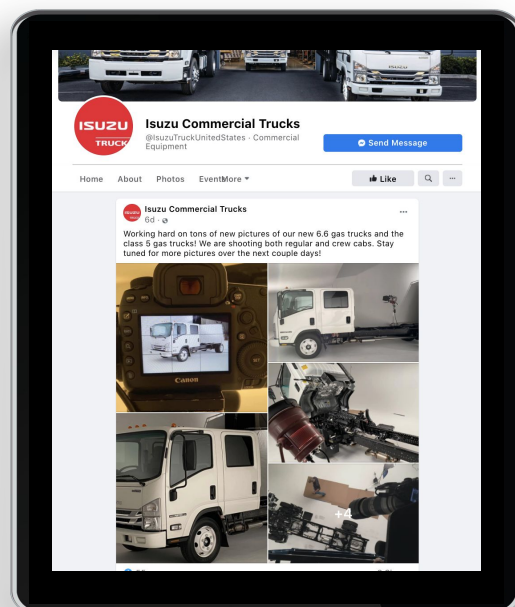 ISUZU
ISUZU
TRUCK
Isuzu Commercial Trucks
@IsuzuTruckUnitedStates · Commercial
Equipment
Send Message
Home About Photos EventMore
Like
Isuzu Commercial Trucks
6d ·
Working hard on tons of new pictures of our new 6.6 gas trucks and the
class 5 gas trucks! We are shooting both regular and crew cabs. Stay
tuned for more pictures over the next couple days!
Canon
+4